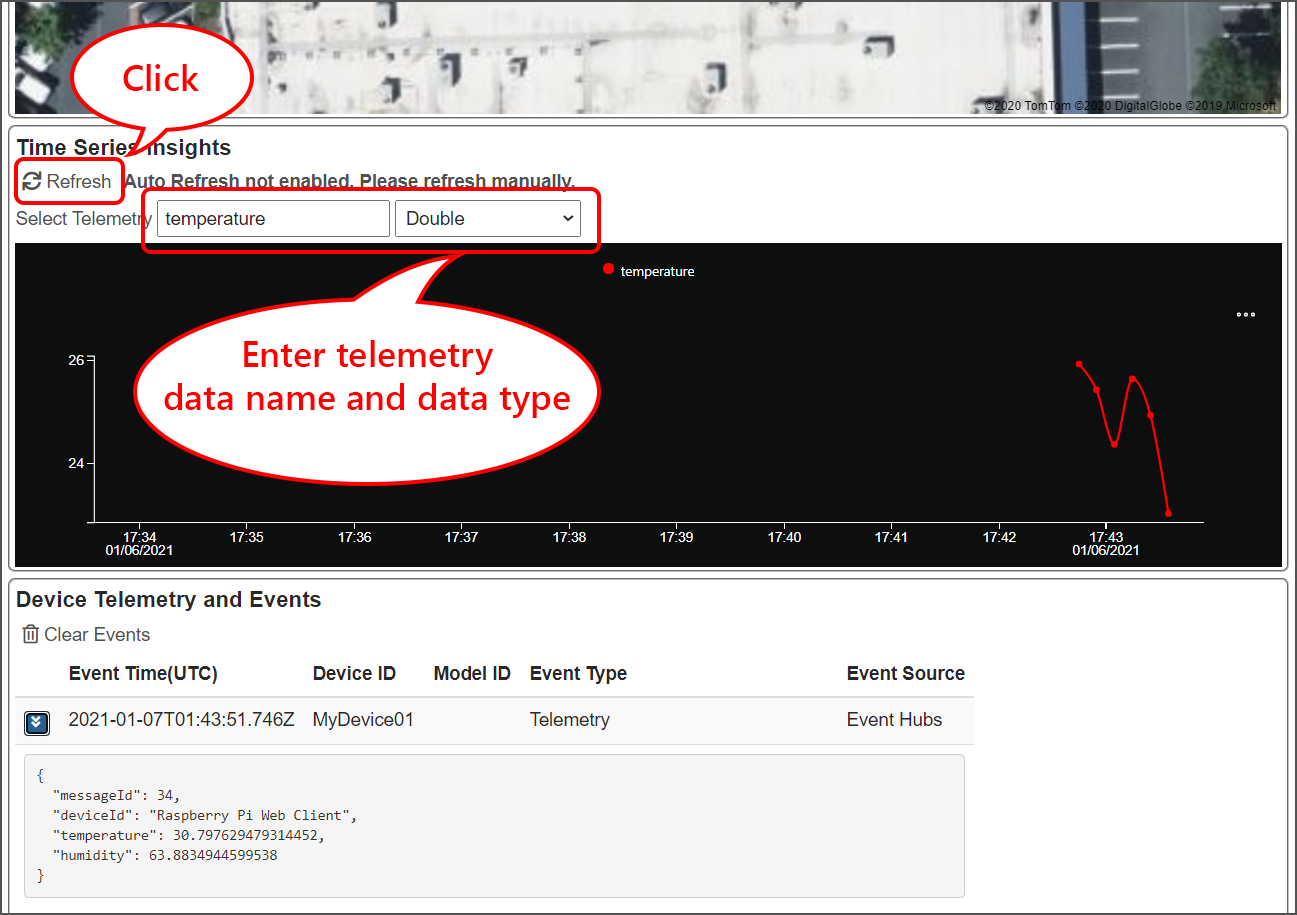 Click
©2020 TomTom ©2020 DigitalGlobe ©2019 Microsoft
Time Series Insights
Refresh Auto Refresh not enabled. Please refresh manually.
Select Telemetry temperature Double
temperature
Enter telemetry
data name and data type
26
24
17:34 17:35 17:36 17:37 17:38 17:39 17:40 17:41 17:42 17:43
01/06/2021 01/06/2021
Device Telemetry and Events
Clear Events
Event Time(UTC) Device ID Model ID Event Type Event Source
2021-01-07T01:43:51.746Z MyDevice01 Telemetry Event Hubs
{
"messageId": 34,
"deviceId": "Raspberry Pi Web Client",
"temperature": 30.797629479314452,
"humidity": 63.8834944599538
}